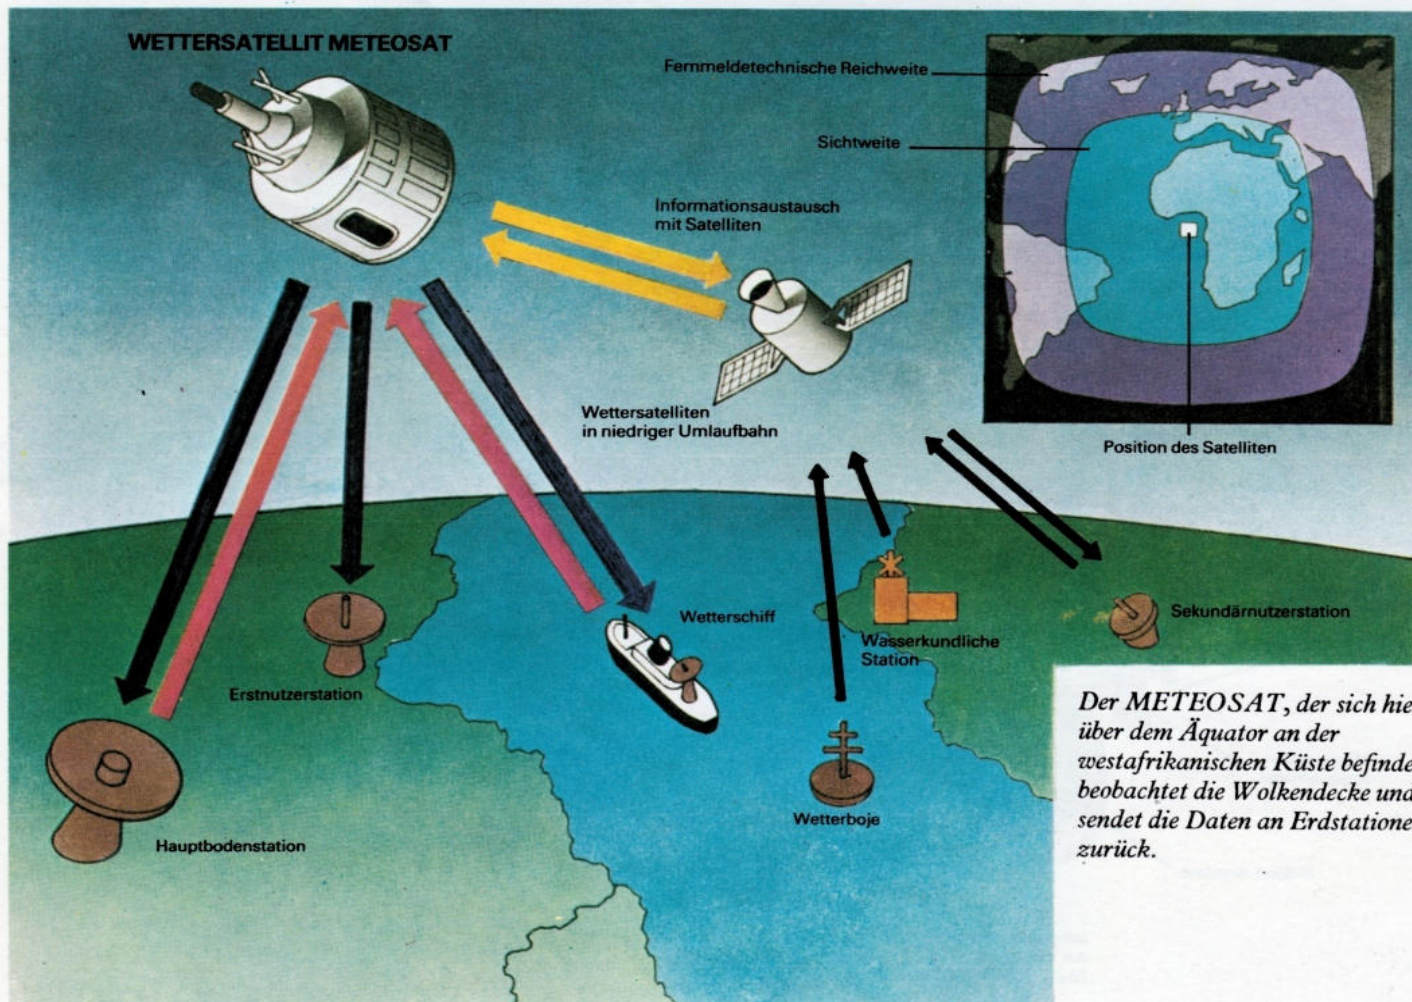 WETTERSATELLIT METEOSAT
Fernmeldetechnische Reichweite
Sichtweite
Informationsaustausch
mit Satelliten
Wettersatelliten
in niedriger Umlaufbahn
Position des Satelliten
Wetterschiff
Wasserkundliche
Station
Sekundärnutzerstation
Erstnutzerstation
Wetterboje
Hauptbodenstation
Der METEOSAT, der sich hie
über dem Äquator an der
westafrikanischen Küste befinde
beobachtet die Wolkendecke und
sendet die Daten an Erdstatione
zurück.